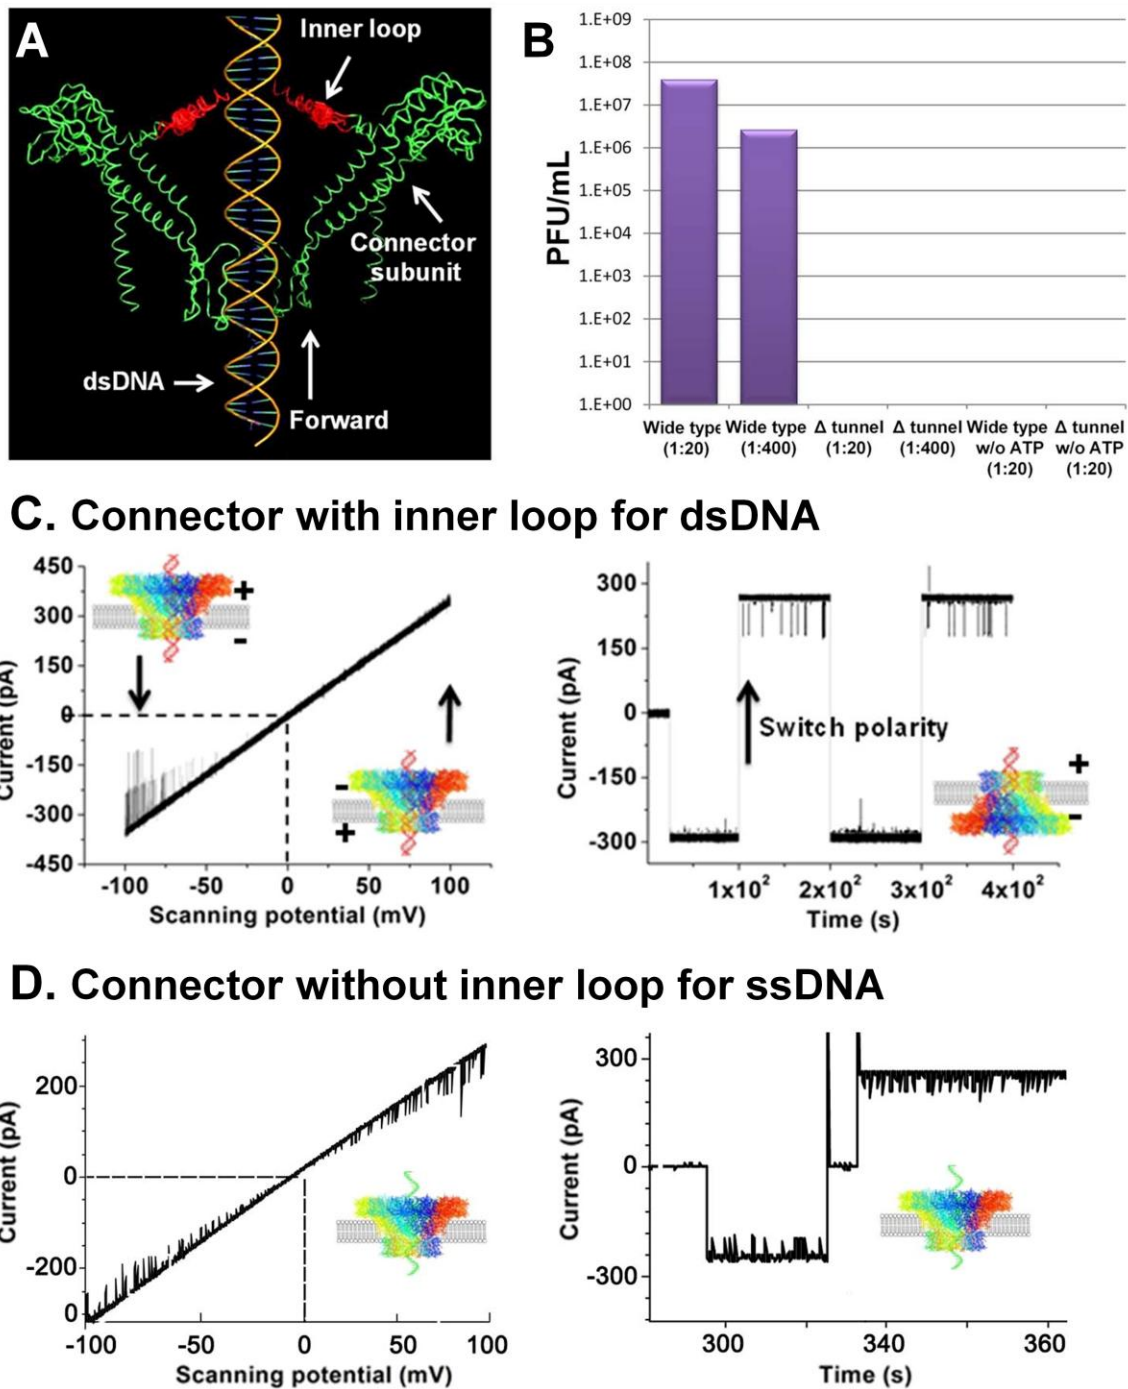 A
Inner loop
Connector
subunit
dsDNA
Forward
B
PFU/mL
1.E+09
1.E+08
1.E+07
1.E+06
1.E+05
1.E+04
1.E+03
1.E+02
1.E+01
1.E+00
Wide type Wide type Δ tunnel Δ tunnel Wide type Δ tunnel
(1:20) (1:400) (1:20) (1:400) w/o ATP w/o ATP
(1:20) (1:20)
C. Connector with inner loop for dsDNA
Current (pA)
450
300
150
0
-150
-300
-450
+
-
-
+
-100 -50 0 50 100
Scanning potential (mV)
Current (pA)
300
150
0
-150
-300
Switch polarity
+
-
1x10² 2x10² 3x10² 4x10²
Time (s)
D. Connector without inner loop for ssDNA
Current (pA)
200
0
-200
0
-100 -50 0 50 100
Scanning potential (mV)
Current (pA)
300
0
-300
300 340 360
Time (s)